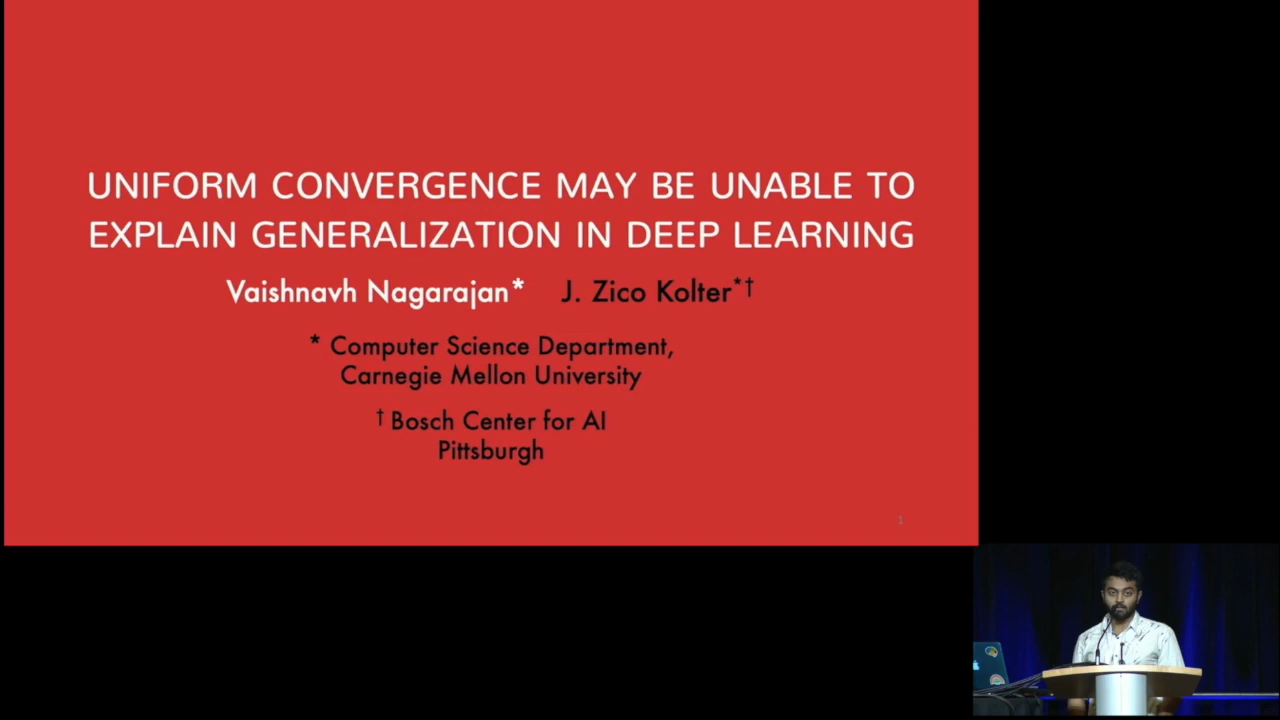 UNIFORM CONVERGENCE MAY BE UNABLE TO
EXPLAIN GENERALIZATION IN DEEP LEARNING
Vaishnavh Nagarajan* J. Zico Kolter*†
* Computer Science Department,
Carnegie Mellon University
† Bosch Center for AI
Pittsburgh
1